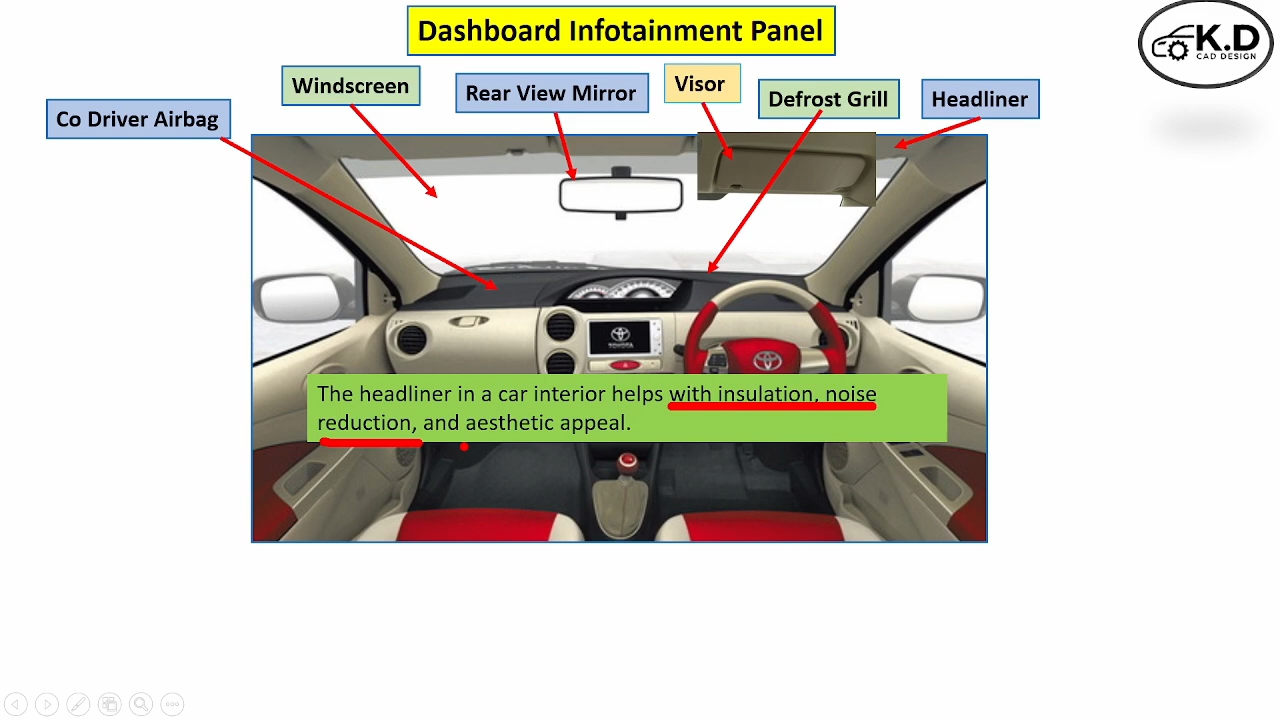 Dashboard Infotainment Panel
K.D
CAD DESIGN
Windscreen
Rear View Mirror
Visor
Defrost Grill
Headliner
Co Driver Airbag
TOYOTA
The headliner in a car interior helps with insulation, noise
reduction, and aesthetic appeal.